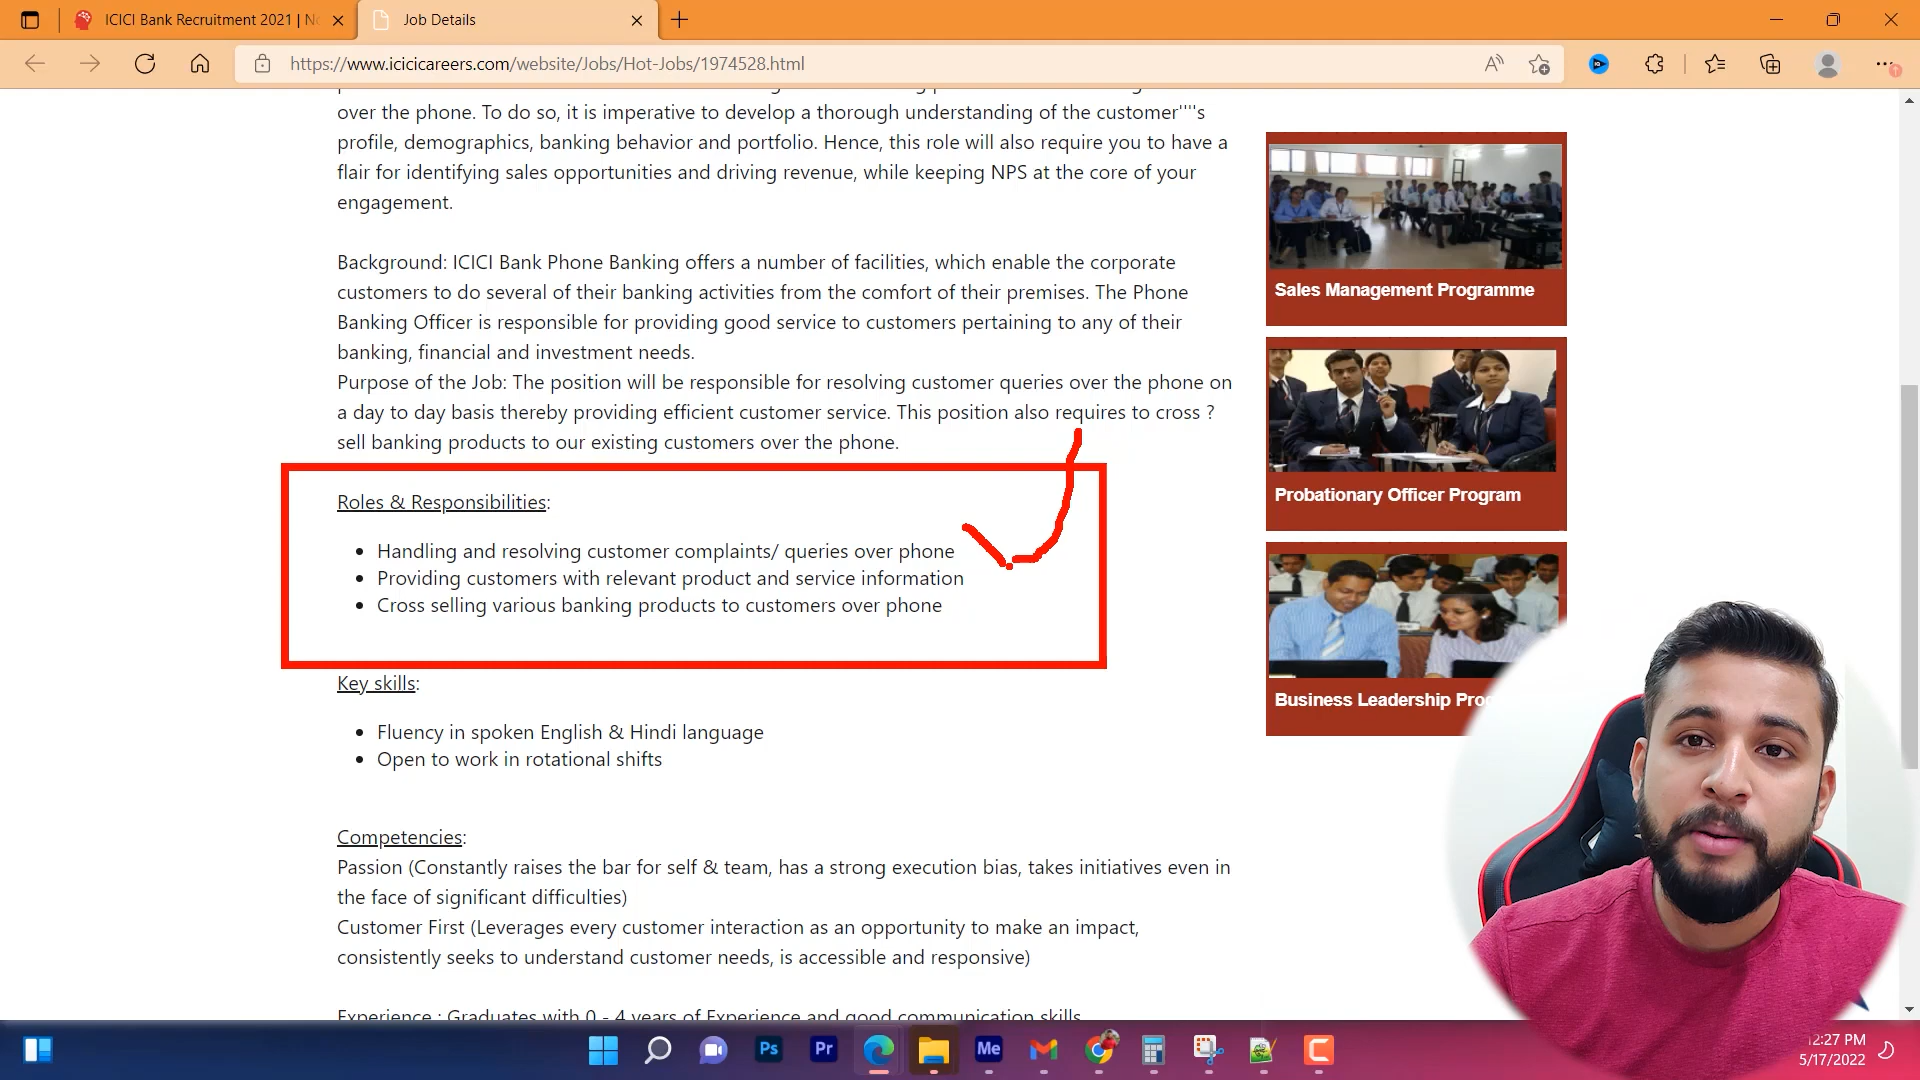 ICICI Bank Recruitment 2021 | N
Job Details
https://www.icicicareers.com/website/Jobs/Hot-Jobs/1974528.html
over the phone. To do so, it is imperative to develop a thorough understanding of the customer''''s
profile, demographics, banking behavior and portfolio. Hence, this role will also require you to have a
flair for identifying sales opportunities and driving revenue, while keeping NPS at the core of your
engagement.
Background: ICICI Bank Phone Banking offers a number of facilities, which enable the corporate
customers to do several of their banking activities from the comfort of their premises. The Phone
Banking Officer is responsible for providing good service to customers pertaining to any of their
banking, financial and investment needs.
Purpose of the Job: The position will be responsible for resolving customer queries over the phone on
a day to day basis thereby providing efficient customer service. This position also requires to cross ?
sell banking products to our existing customers over the phone.
Roles & Responsibilities:
• Handling and resolving customer complaints/ queries over phone
• Providing customers with relevant product and service information
• Cross selling various banking products to customers over phone
Key skills:
• Fluency in spoken English & Hindi language
• Open to work in rotational shifts
Competencies:
Passion (Constantly raises the bar for self & team, has a strong execution bias, takes initiatives even in
the face of significant difficulties)
Customer First (Leverages every customer interaction as an opportunity to make an impact,
consistently seeks to understand customer needs, is accessible and responsive)
Experience : Graduates with 0 - 4 years of Experience and good communication skills
Sales Management Programme
Probationary Officer Program
Business Leadership Pro
Ps
Pr
Me
12:27 PM
5/17/2022